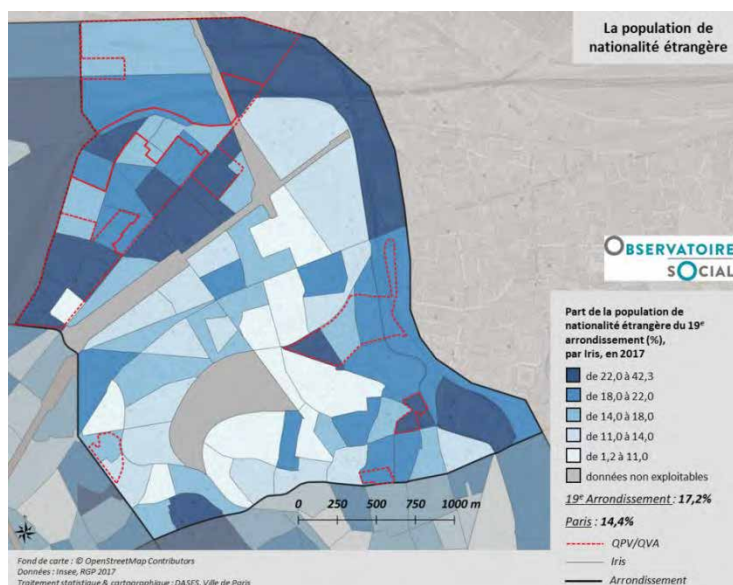 La population de
nationalité étrangère
OBSERVATOIRE
SOCIAL
Part de la population de
nationalité étrangère du 19e
arrondissement (%),
par Iris, en 2017
de 22,0 à 42,3
de 18,0 à 22,0
de 14,0 à 18,0
de 11,0 à 14,0
de 1,2 à 11,0
données non exploitables
19e Arrondissement : 17,2%
Paris : 14,4%
QPV/QVA
Iris
Arrondissement
0 250 500 750 1000 m
Fond de carte : © OpenStreetMap Contributors
Données : Insee, RGP 2017
Traitement statistique & cartographique : DASES, Ville de Paris